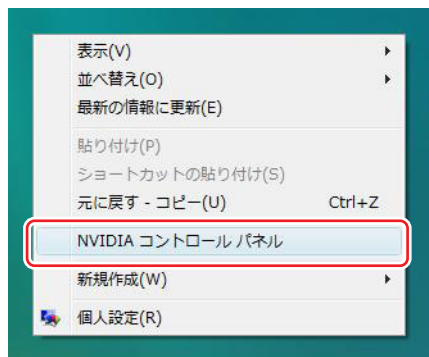 表示(V)
並べ替え(O)
最新の情報に更新(E)
貼り付け(P)
ショートカットの貼り付け(S)
元に戻す - コピー(U) Ctrl+Z
NVIDIA コントロール パネル
新規作成(W)
個人設定(R)